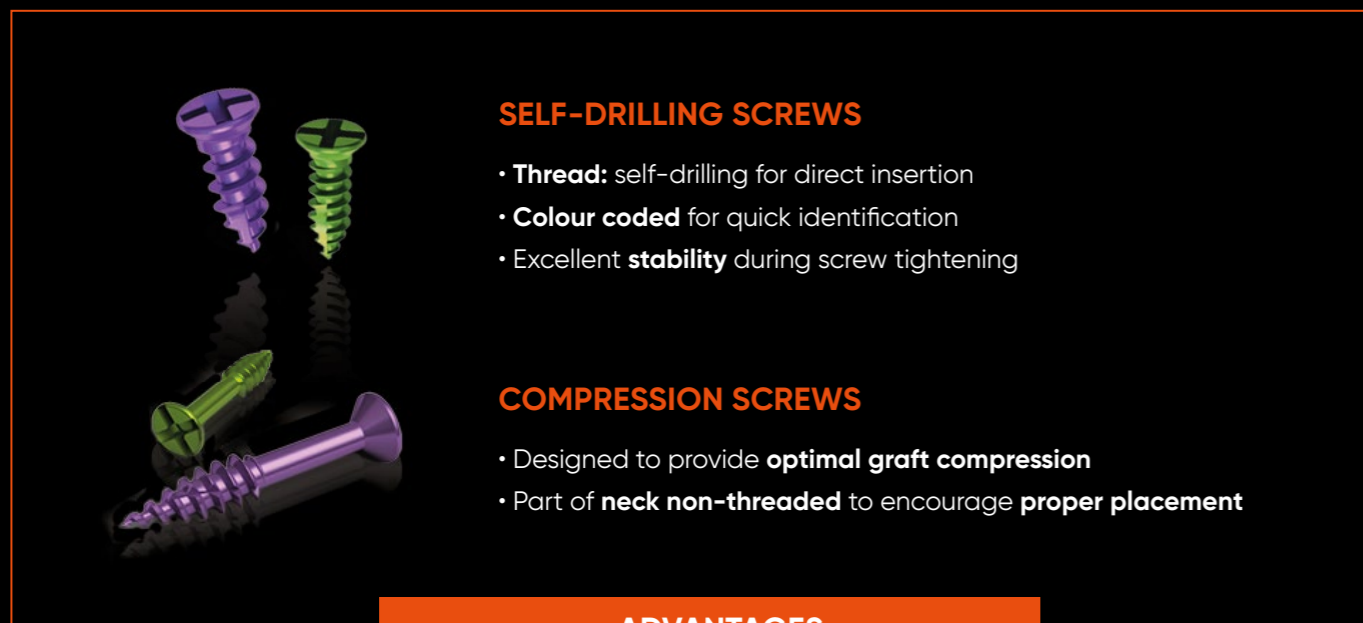 SELF-DRILLING SCREWS
• Thread: self-drilling for direct insertion
• Colour coded for quick identification
• Excellent stability during screw tightening
COMPRESSION SCREWS
• Designed to provide optimal graft compression
• Part of neck non-threaded to encourage proper placement
ADVANTAGES